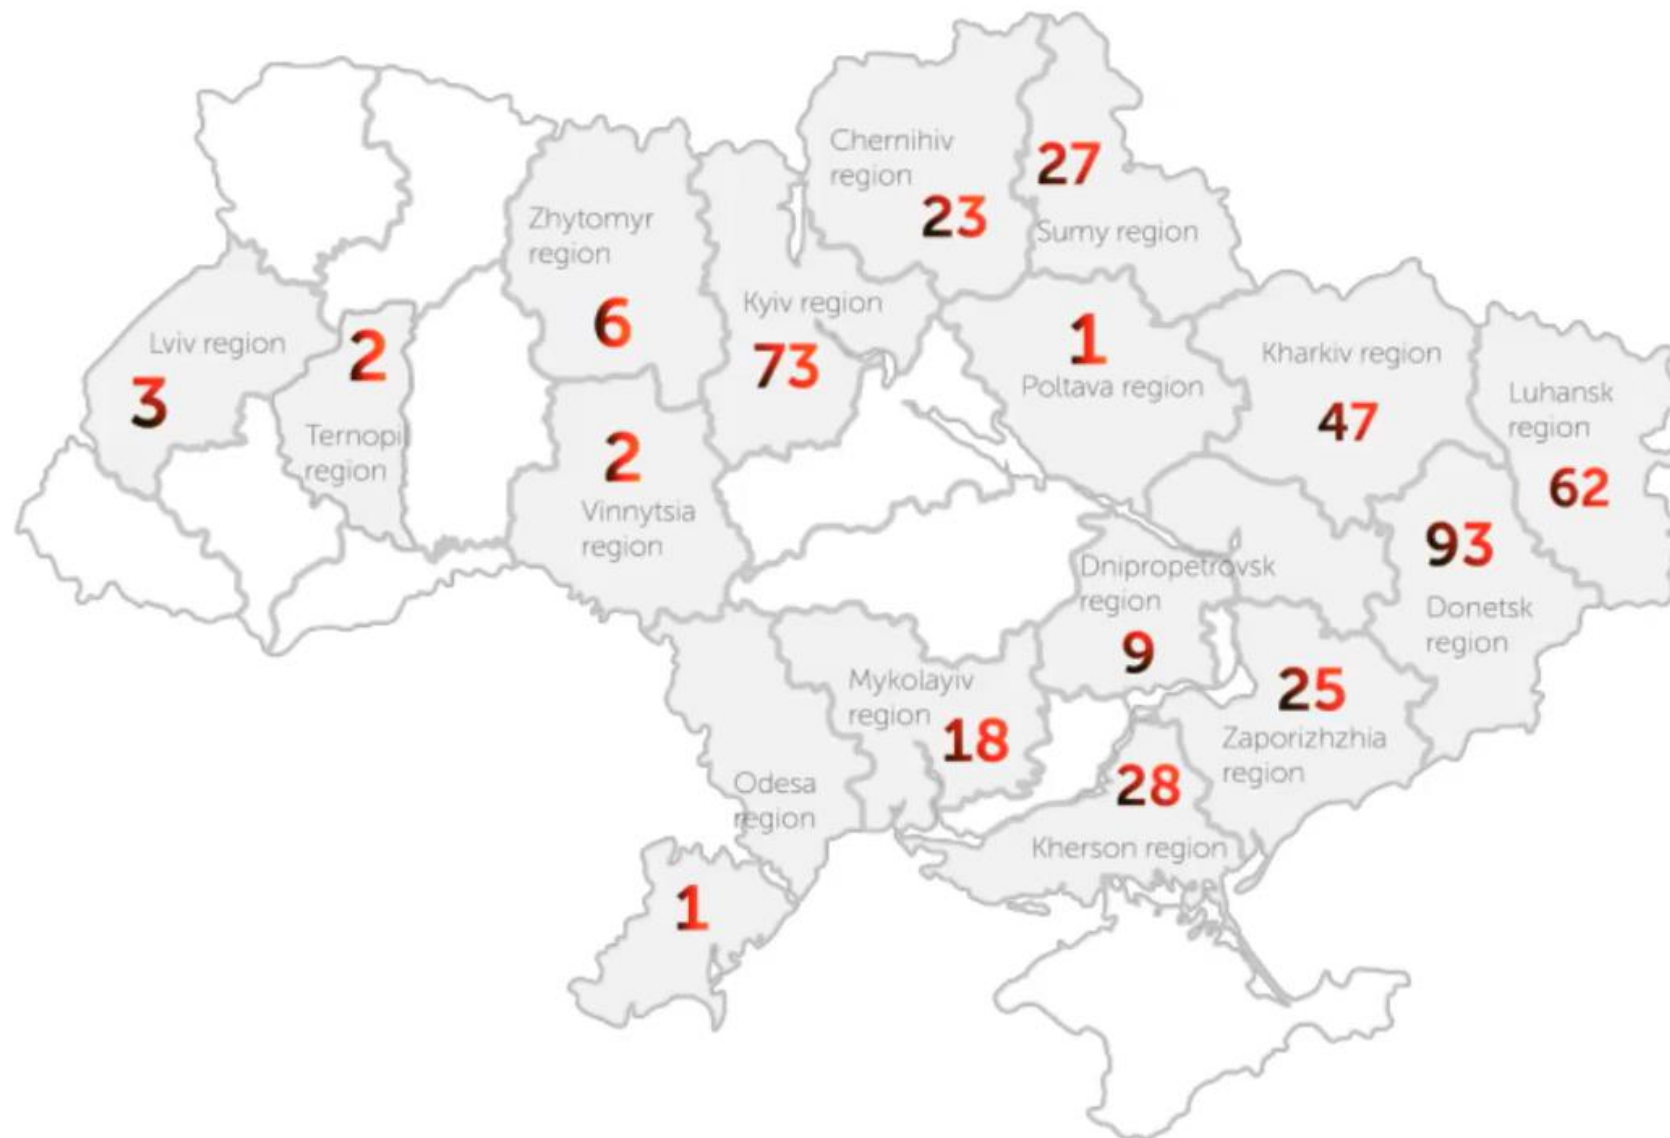 Chernihiv
region
23
27
Sumy region
Zhytomyr
region
6
Kyiv region
73
Lviv region
3
2
Ternopi
region
2
Vinnytsia
region
1
Poltava region
Kharkiv region
47
Luhansk
region
62
93
Donetsk
region
Dnipropetrovsk
region
9
25
Zaporizhzhia
region
Mykolayiv
region
18
28
Kherson region
Odesa
region
1